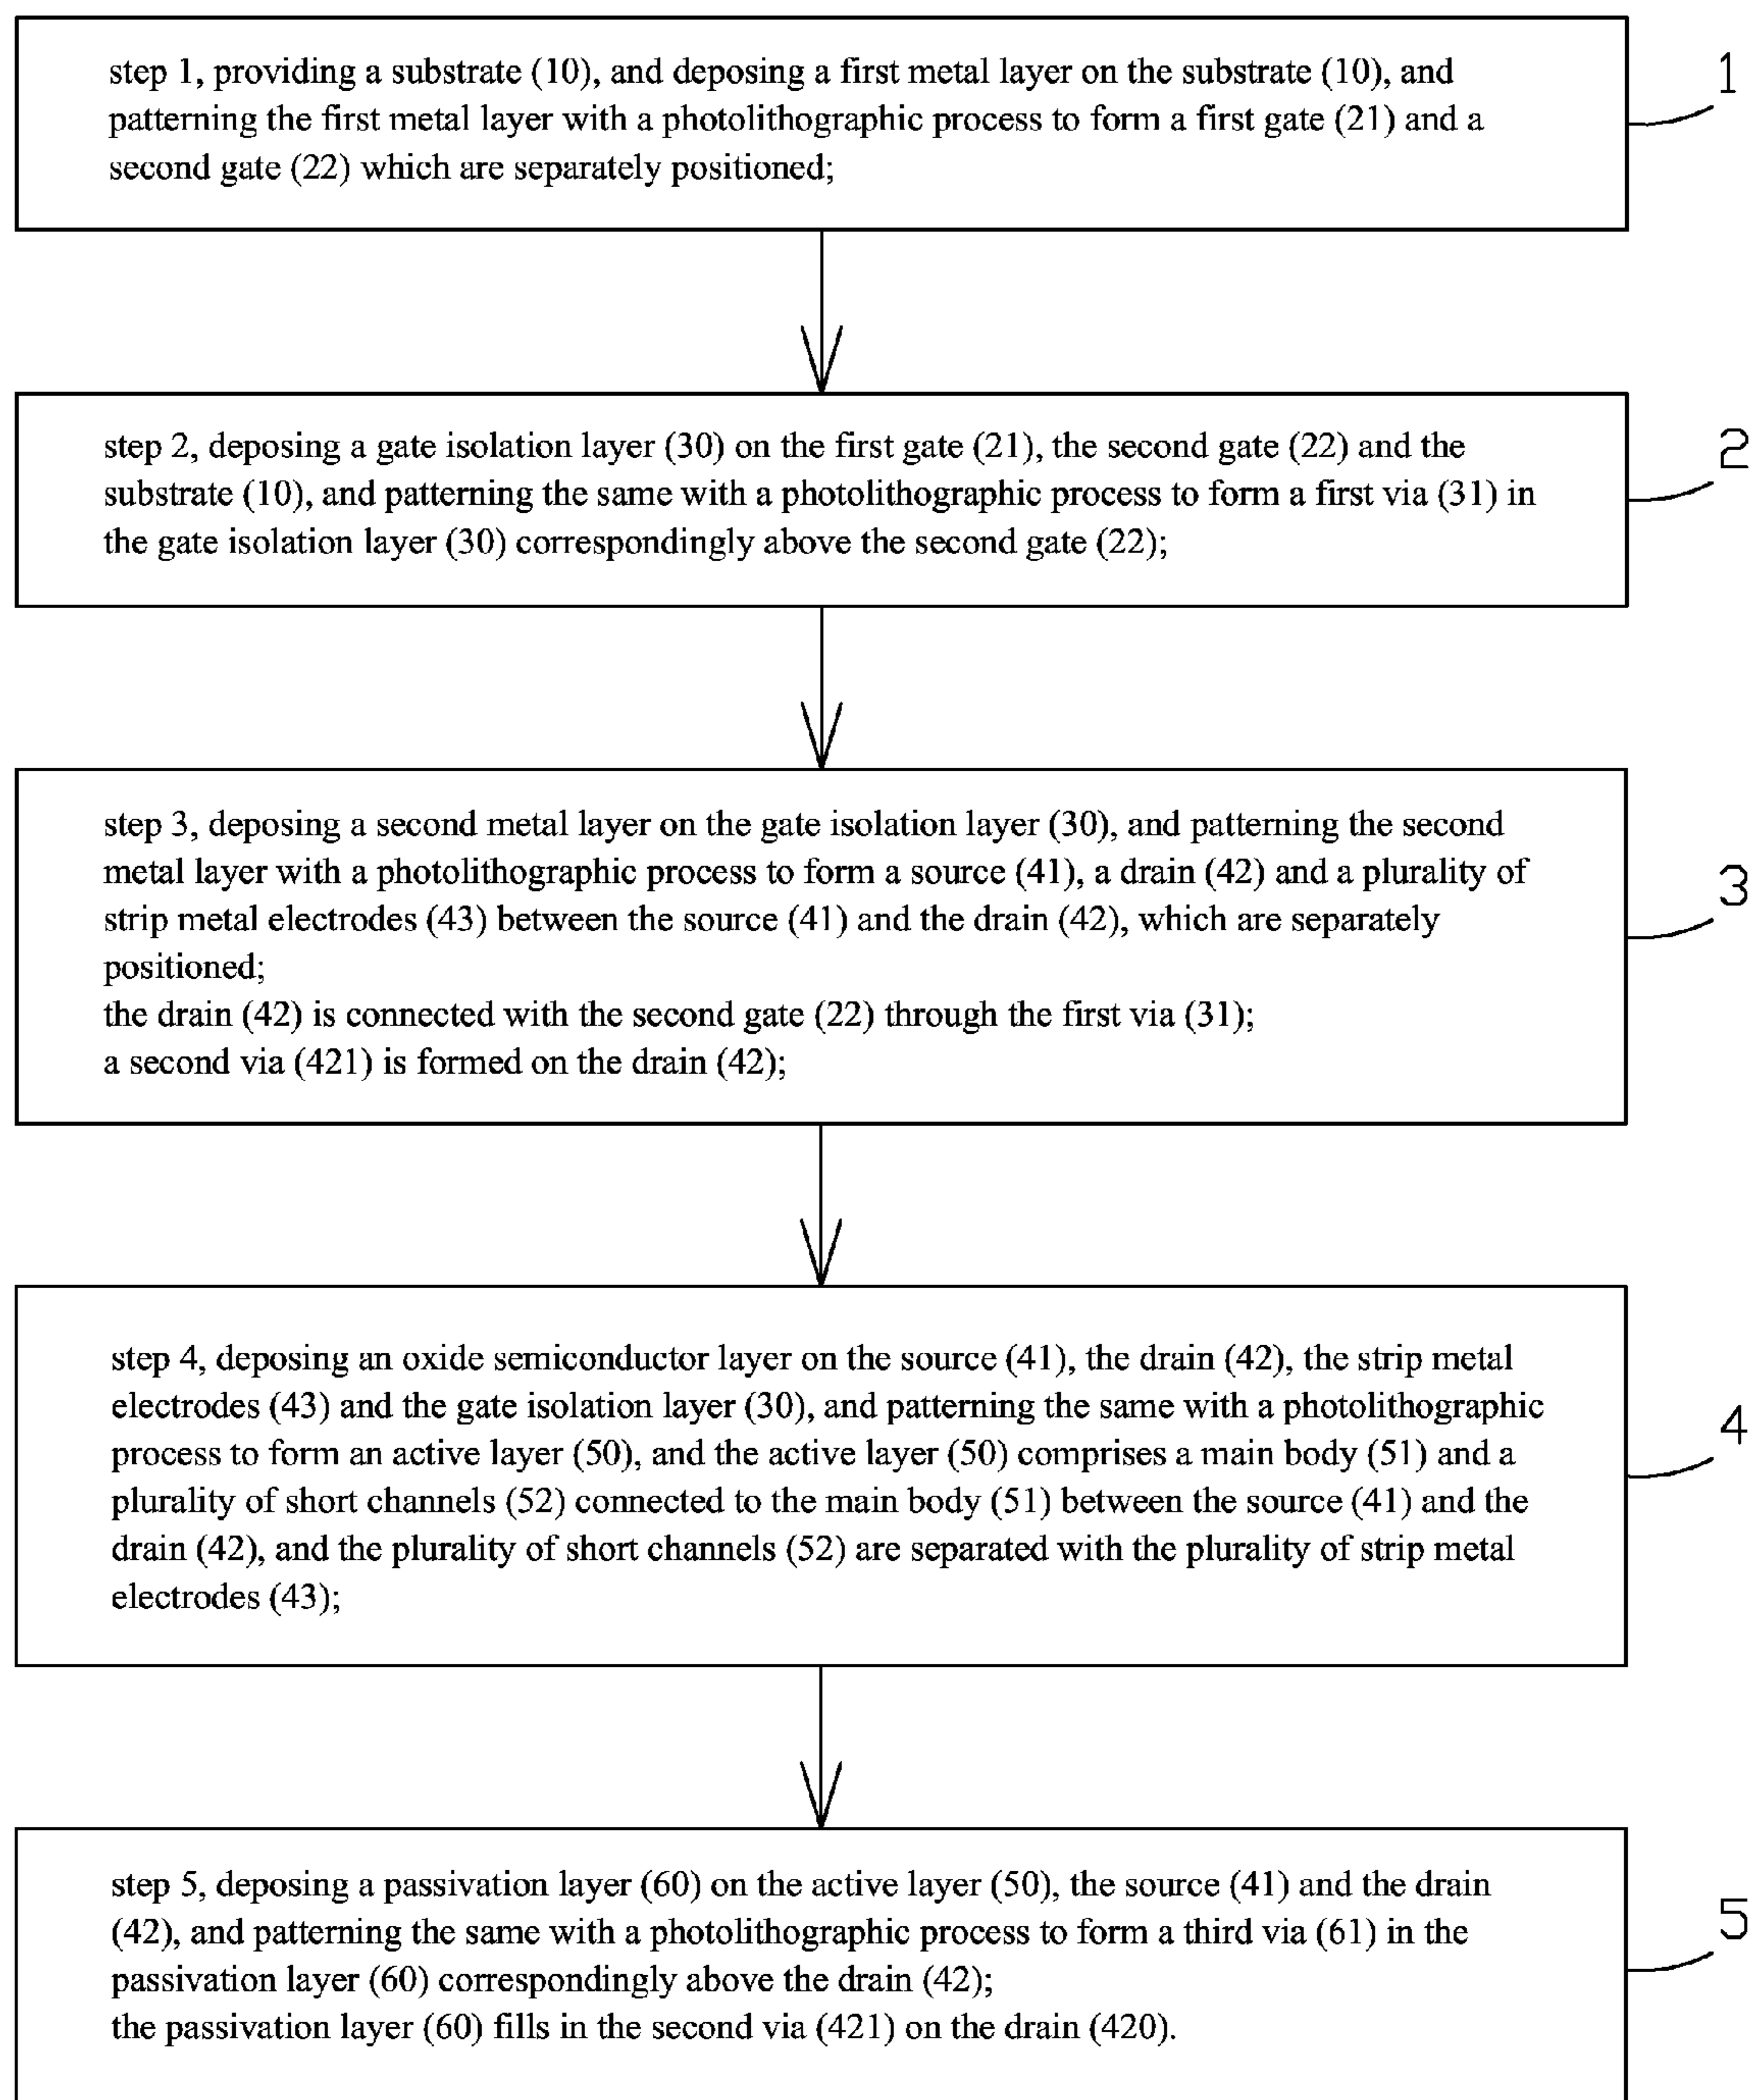 step 1, providing a substrate (10), and deposing a first metal layer on the substrate (10), and
patterning the first metal layer with a photolithographic process to form a first gate (21) and a
second gate (22) which are separately positioned;
1
step 2, deposing a gate isolation layer (30) on the first gate (21), the second gate (22) and the
substrate (10), and patterning the same with a photolithographic process to form a first via (31) in
the gate isolation layer (30) correspondingly above the second gate (22);
2
step 3, deposing a second metal layer on the gate isolation layer (30), and patterning the second
metal layer with a photolithographic process to form a source (41), a drain (42) and a plurality of
strip metal electrodes (43) between the source (41) and the drain (42), which are separately
positioned;
the drain (42) is connected with the second gate (22) through the first via (31);
a second via (421) is formed on the drain (42);
3
step 4, deposing an oxide semiconductor layer on the source (41), the drain (42), the strip metal
electrodes (43) and the gate isolation layer (30), and patterning the same with a photolithographic
process to form an active layer (50), and the active layer (50) comprises a main body (51) and a
plurality of short channels (52) connected to the main body (51) between the source (41) and the
drain (42), and the plurality of short channels (52) are separated with the plurality of strip metal
electrodes (43);
4
step 5, deposing a passivation layer (60) on the active layer (50), the source (41) and the drain
(42), and patterning the same with a photolithographic process to form a third via (61) in the
passivation layer (60) correspondingly above the drain (42);
the passivation layer (60) fills in the second via (421) on the drain (420).
5